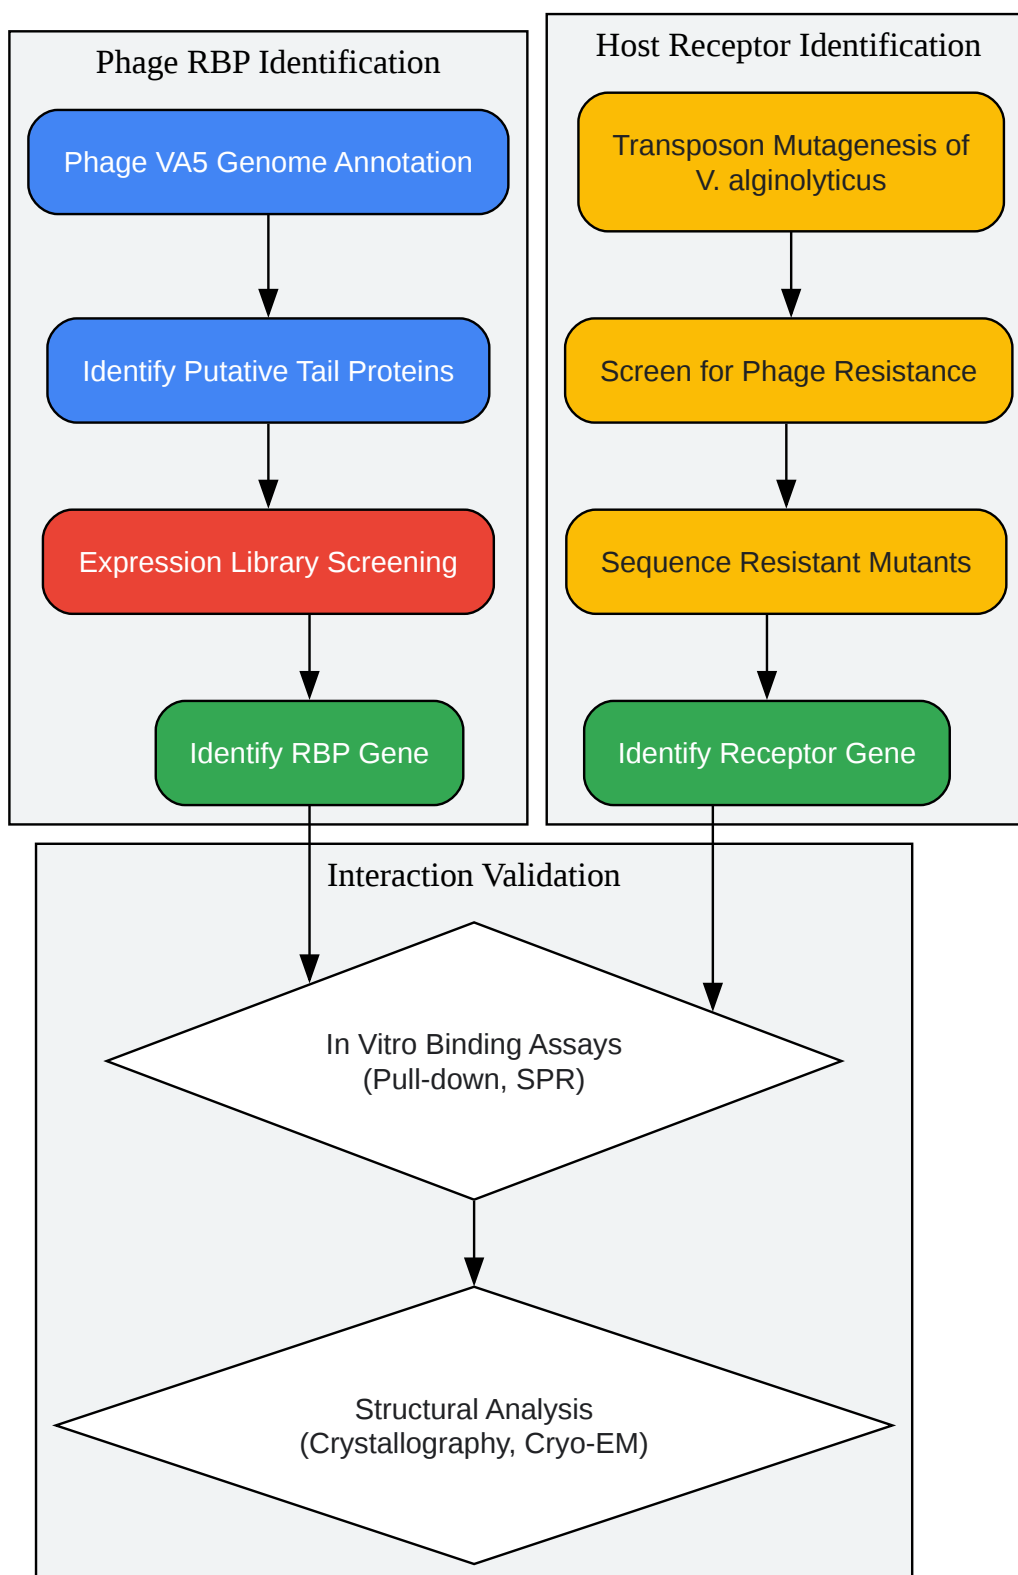 Phage RBP Identification
Phage VA5 Genome Annotation
Identify Putative Tail Proteins
Expression Library Screening
Identify RBP Gene
Host Receptor Identification
Transposon Mutagenesis of
V. alginolyticus
Screen for Phage Resistance
Sequence Resistant Mutants
Identify Receptor Gene
Interaction Validation
In Vitro Binding Assays
(Pull-down, SPR)
Structural Analysis
(Crystallography, Cryo-EM)